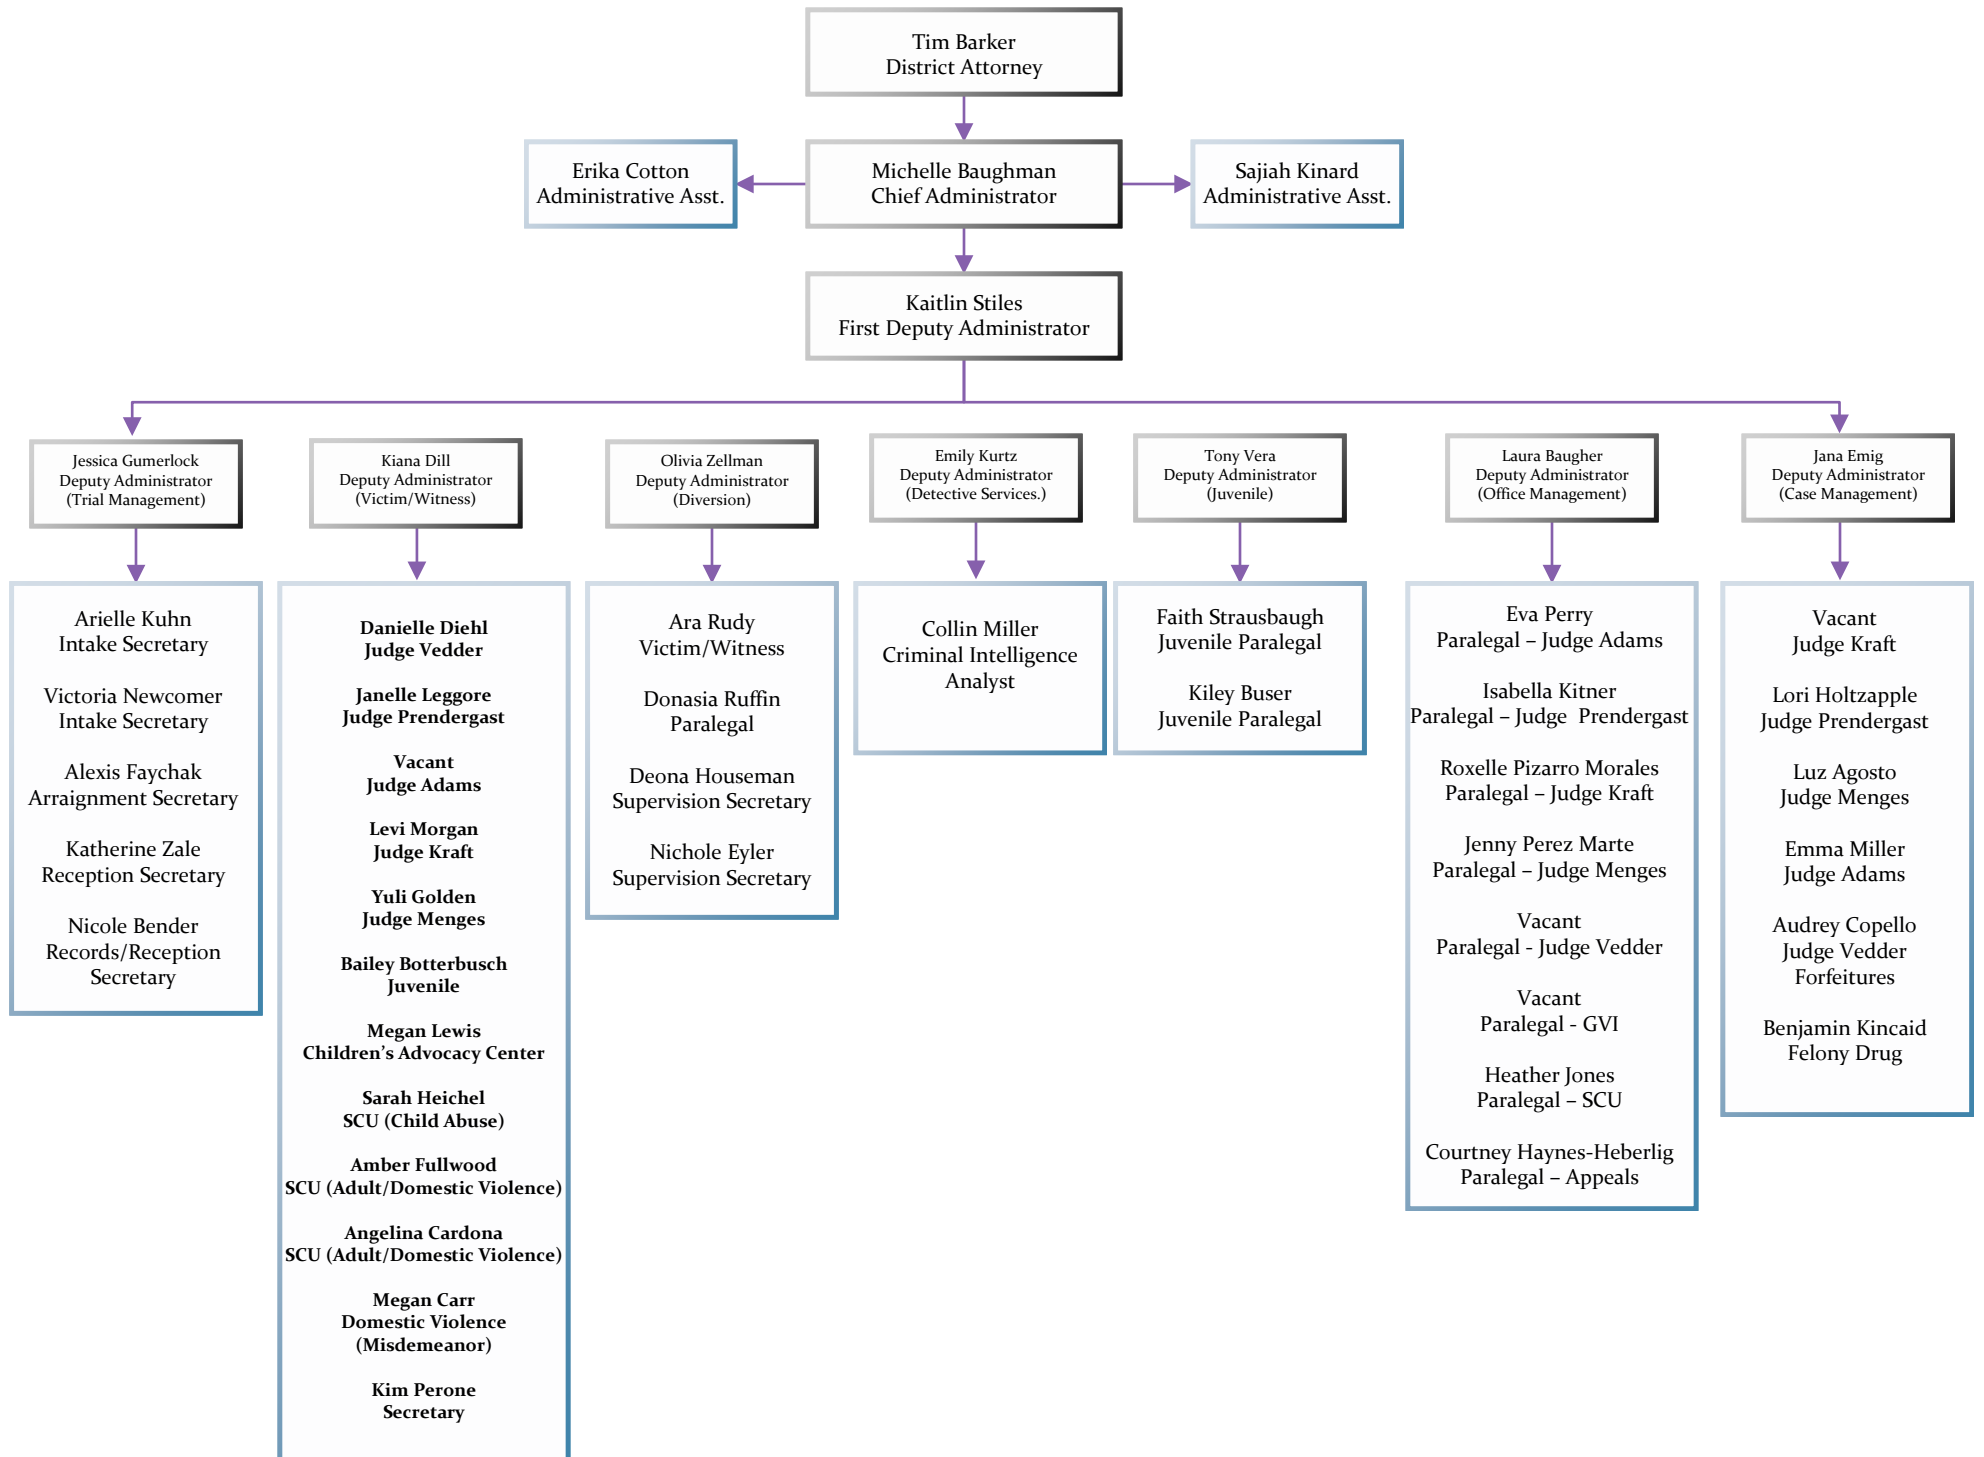 Tim Barker
District Attorney
Erika Cotton
Administrative Asst.
Michelle Baughman
Chief Administrator
Sajiah Kinard
Administrative Asst.
Kaitlin Stiles
First Deputy Administrator
Jessica Gumerlock
Deputy Administrator
(Trial Management)
Kiana Dill
Deputy Administrator
(Victim/Witness)
Olivia Zellman
Deputy Administrator
(Diversion)
Emily Kurtz
Deputy Administrator
(Detective Services.)
Tony Vera
Deputy Administrator
(Juvenile)
Laura Baugher
Deputy Administrator
(Office Management)
Jana Emig
Deputy Administrator
(Case Management)
Arielle Kuhn
Intake Secretary
Victoria Newcomer
Intake Secretary
Alexis Faychak
Arraignment Secretary
Katherine Zale
Reception Secretary
Nicole Bender
Records/Reception
Secretary
Danielle Diehl
Judge Vedder
Janelle Leggore
Judge Prendergast
Vacant
Judge Adams
Levi Morgan
Judge Kraft
Yuli Golden
Judge Menges
Bailey Botterbusch
Juvenile
Megan Lewis
Children’s Advocacy Center
Sarah Heichel
SCU (Child Abuse)
Amber Fullwood
SCU (Adult/Domestic Violence)
Angelina Cardona
SCU (Adult/Domestic Violence)
Megan Carr
Domestic Violence
(Misdemeanor)
Kim Perone
Secretary
Ara Rudy
Victim/Witness
Donasia Ruffin
Paralegal
Deona Houseman
Supervision Secretary
Nichole Eyler
Supervision Secretary
Collin Miller
Criminal Intelligence
Analyst
Faith Strausbaugh
Juvenile Paralegal
Kiley Buser
Juvenile Paralegal
Eva Perry
Paralegal – Judge Adams
Isabella Kitner
Paralegal – Judge  Prendergast
Roxelle Pizarro Morales
Paralegal – Judge Kraft
Jenny Perez Marte
Paralegal – Judge Menges
Vacant
Paralegal - Judge Vedder
Vacant
Paralegal - GVI
Heather Jones
Paralegal – SCU
Courtney Haynes-Heberlig
Paralegal – Appeals
Vacant
Judge Kraft
Lori Holtzapple
Judge Prendergast
Luz Agosto
Judge Menges
Emma Miller
Judge Adams
Audrey Copello
Judge Vedder
Forfeitures
Benjamin Kincaid
Felony Drug